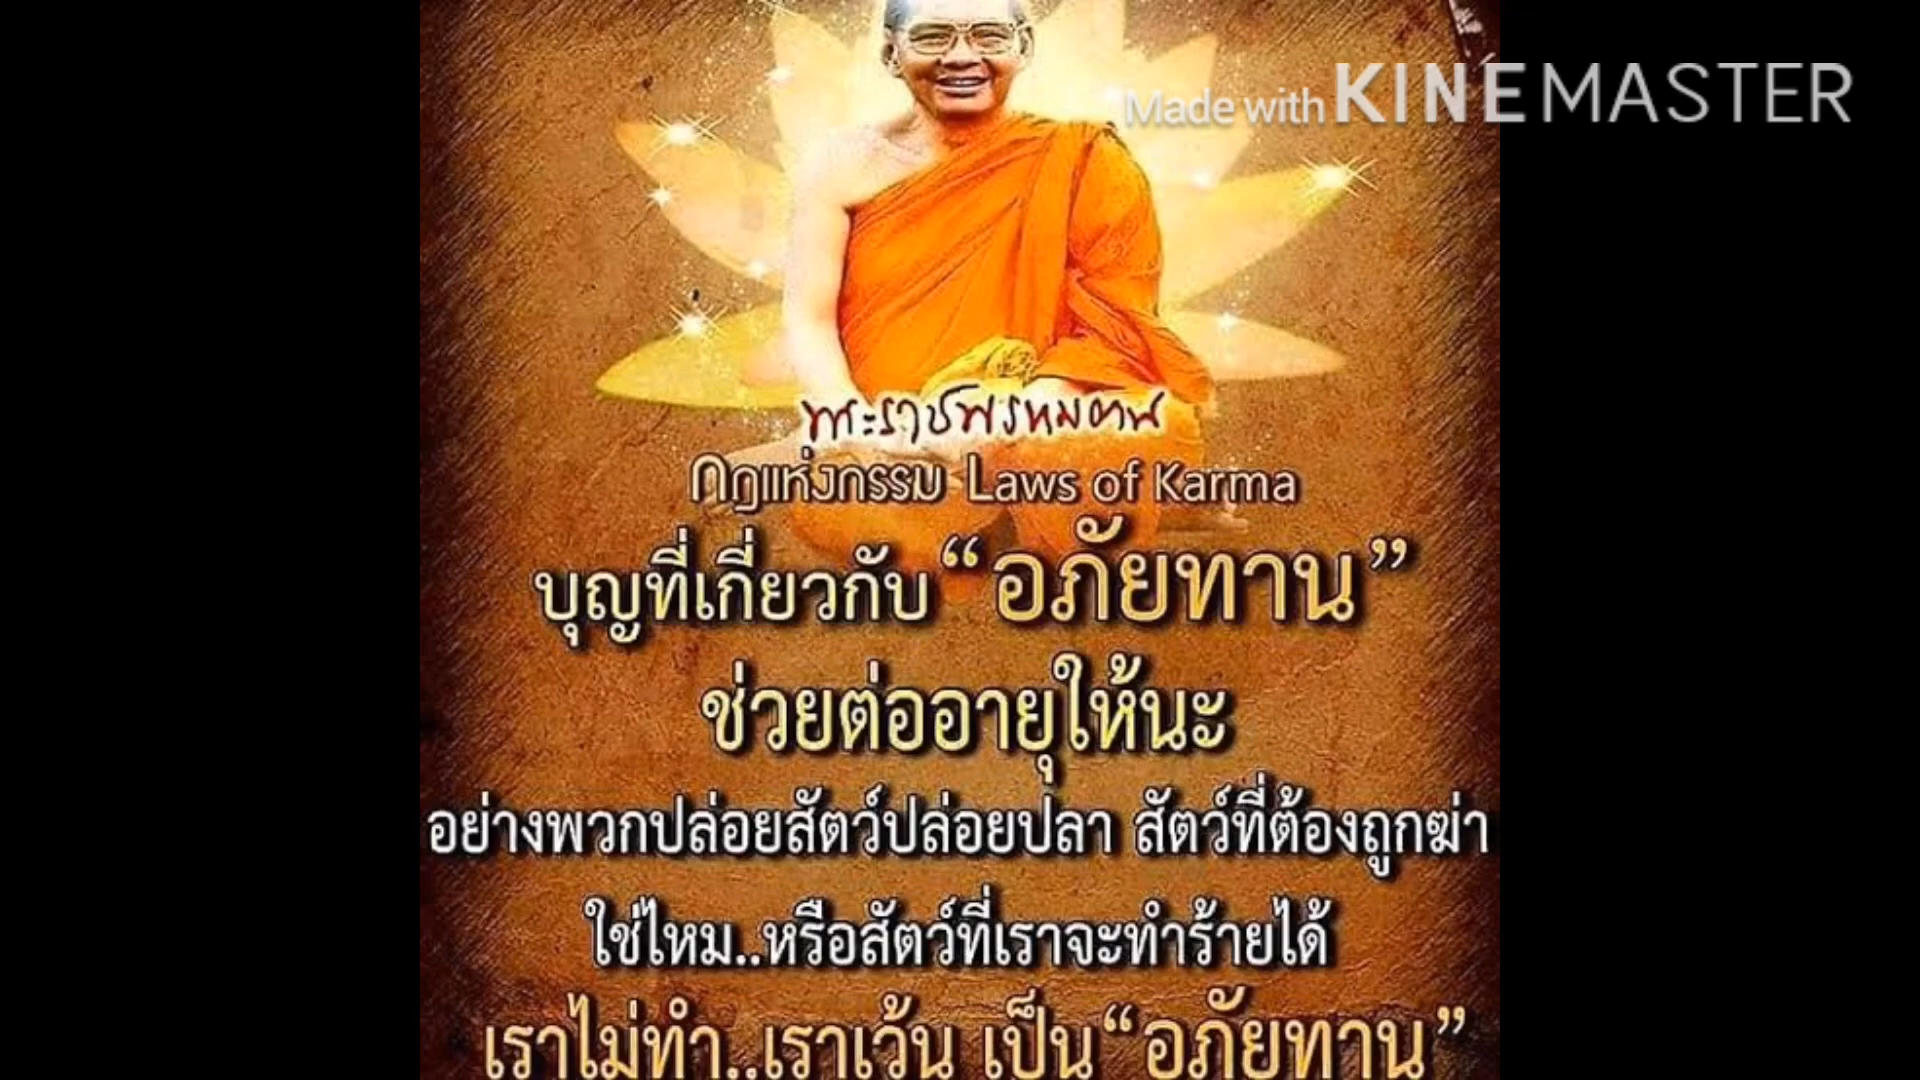 Made with KINEMASTER
พระราชพรหมยาน
กฎแห่งกรรม Laws of Karma
บุญที่เกี่ยวกับ “อภัยทาน”
ช่วยต่ออายุให้นะ
อย่างพวกปล่อยสัตว์ปล่อยปลา สัตว์ที่ต้องถูกฆ่า
ใช่ไหม..หรือสัตว์ที่เราจะทำร้ายได้
เราไม่ทำ..เราเว้น เป็น “อภัยทาน”